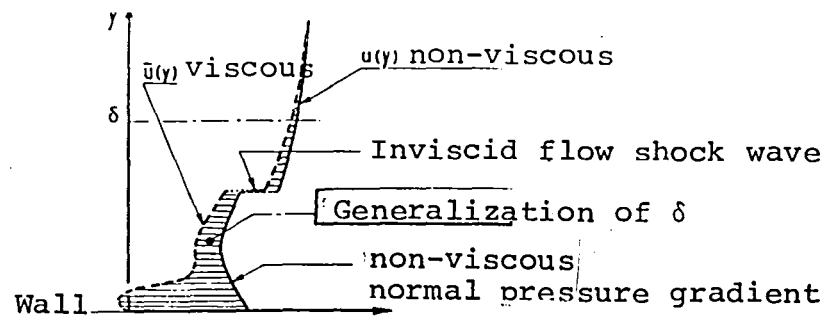 y
ū(y) viscous
u(y) non-viscous
δ
Inviscid flow shock wave
Generalization of δ
non-viscous
normal pressure gradient
Wall